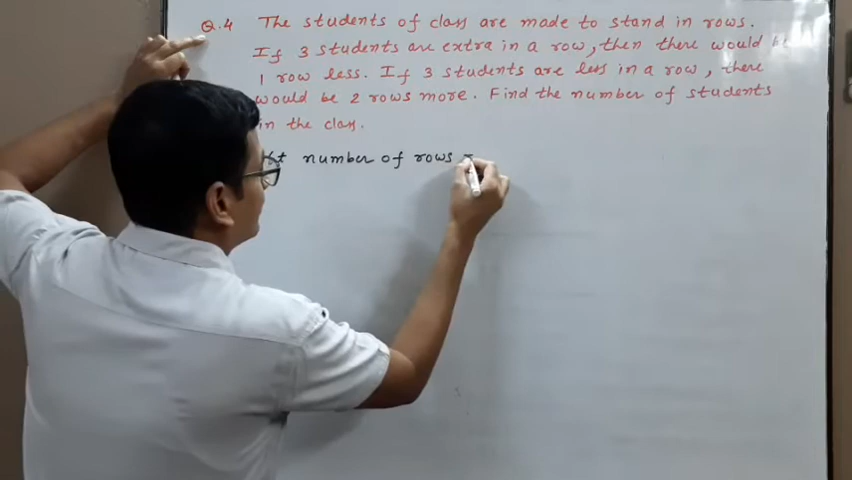 Q.4 The students of class are made to stand in rows.
If 3 students are extra in a row, then there would be
1 row less. If 3 students are less in a row, there
would be 2 rows more. Find the number of students
in the class.
number of rows